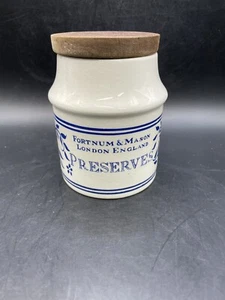 FORTNUM & MASON
LONDON ENGLAND
PRESERVES